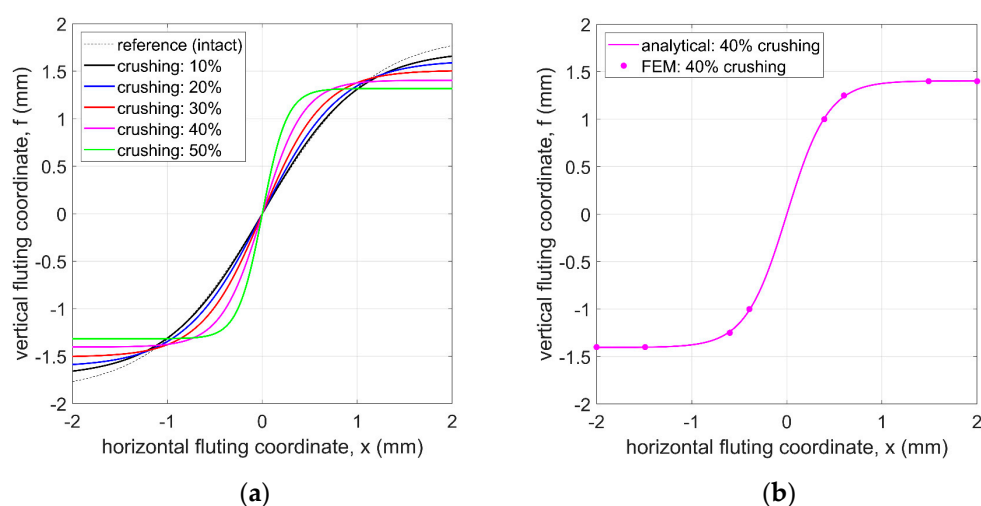 2
1.5
1
0.5
0
-0.5
-1
-1.5
-2
vertical fluting coordinate, f (mm)
reference (intact)
crushing: 10%
crushing: 20%
crushing: 30%
crushing: 40%
crushing: 50%
-2 -1 0 1 2
horizontal fluting coordinate, x (mm)
(a)
2
1.5
1
0.5
0
-0.5
-1
-1.5
-2
vertical fluting coordinate, f (mm)
analytical: 40% crushing
FEM: 40% crushing
-2 -1 0 1 2
horizontal fluting coordinate, x (mm)
(b)